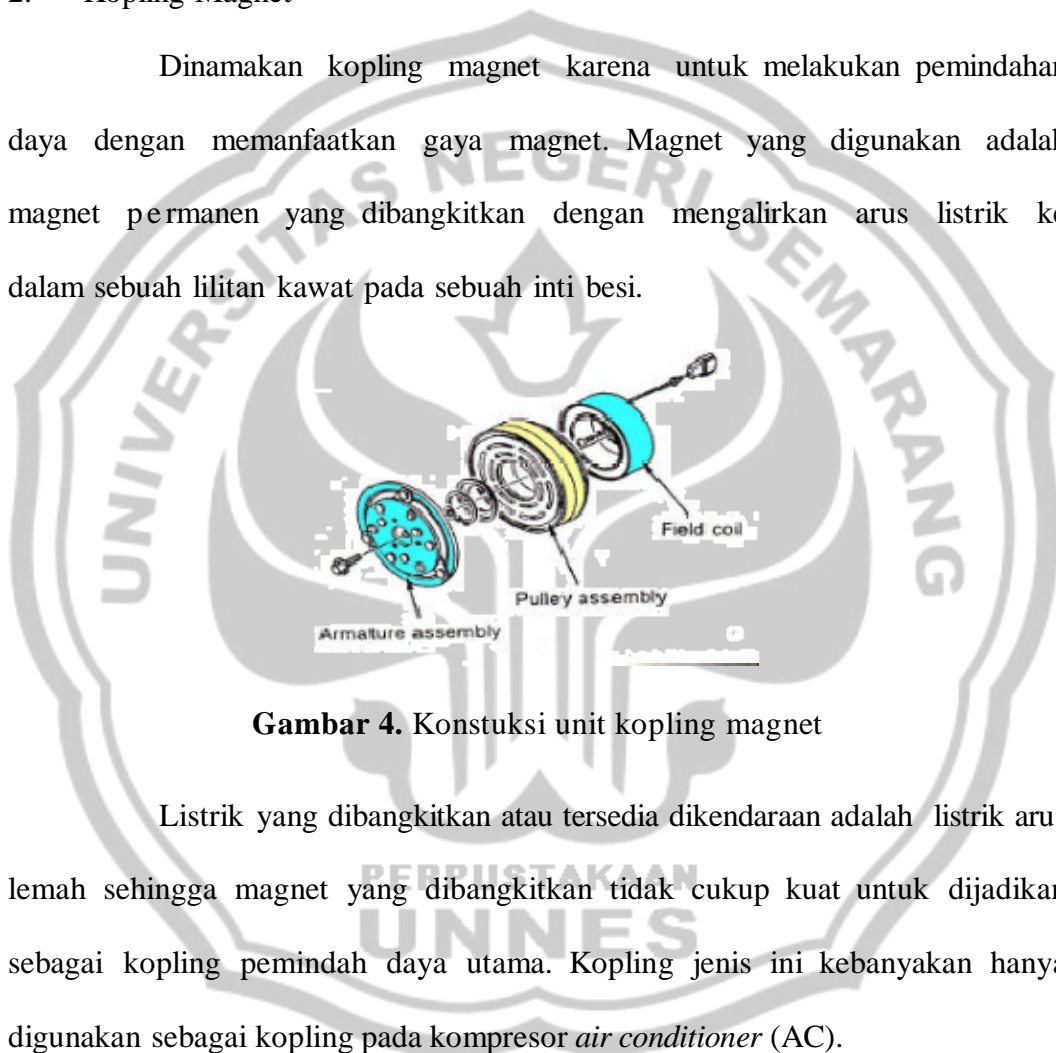 2. Kopling Magnet
Dinamakan kopling magnet karena untuk melakukan pemindahan
daya dengan memanfaatkan gaya magnet. Magnet yang digunakan adalah
magnet permanen yang dibangkitkan dengan mengalirkan arus listrik ke
dalam sebuah lilitan kawat pada sebuah inti besi.
UNIVERSITAS NEGERI SEMARANG
Field coil
Pulley assembly
Armature assembly
Gambar 4. Konstuksi unit kopling magnet
Listrik yang dibangkitkan atau tersedia dikendaraan adalah listrik aru
lemah sehingga magnet yang dibangkitkan tidak cukup kuat untuk dijadikan
PERPUSTAKAAN
UNNES
sebagai kopling pemindah daya utama. Kopling jenis ini kebanyakan hanya
digunakan sebagai kopling pada kompresor air conditioner (AC).